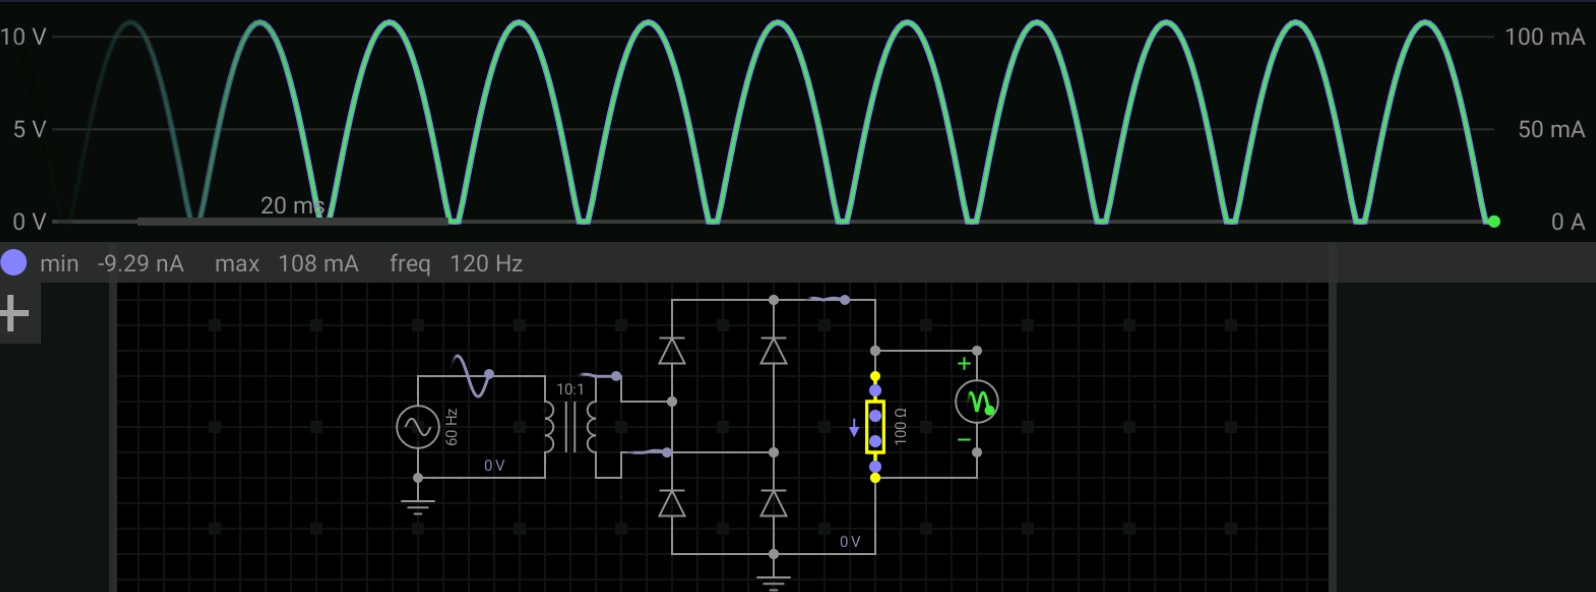 10 V
100 mA
5 V
50 mA
20 ms
0 V
0 A
min -9.29 nA max 108 mA freq 120 Hz
+
10:1
+
60 Hz
100 Ω
−
0 V
0 V